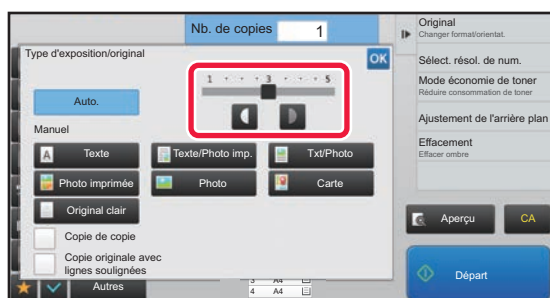 Nb. de copies 1
Type d'exposition/original
OK
1 3 5
Auto.
Manuel
A Texte
Texte/Photo imp.
Txt/Photo
Photo imprimée
Photo
Carte
Original clair
Copie de copie
Copie originale avec
lignes soulignées
Autres
3 A4
4 A4
Original
Changer format/orientat.
Sélect. résol. de num.
Mode économie de toner
Réduire consommation de toner
Ajustement de l'arrière plan
Effacement
Effacer ombre
Aperçu
CA
Départ